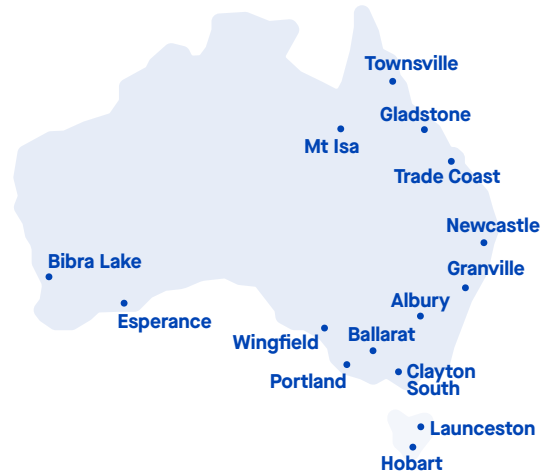 Townsville
Gladstone
Mt Isa
Trade Coast
Newcastle
Bibra Lake
Granville
Albury
Esperance
Ballarat
Wingfield
Portland
Clayton
South
Launceston
Hobart